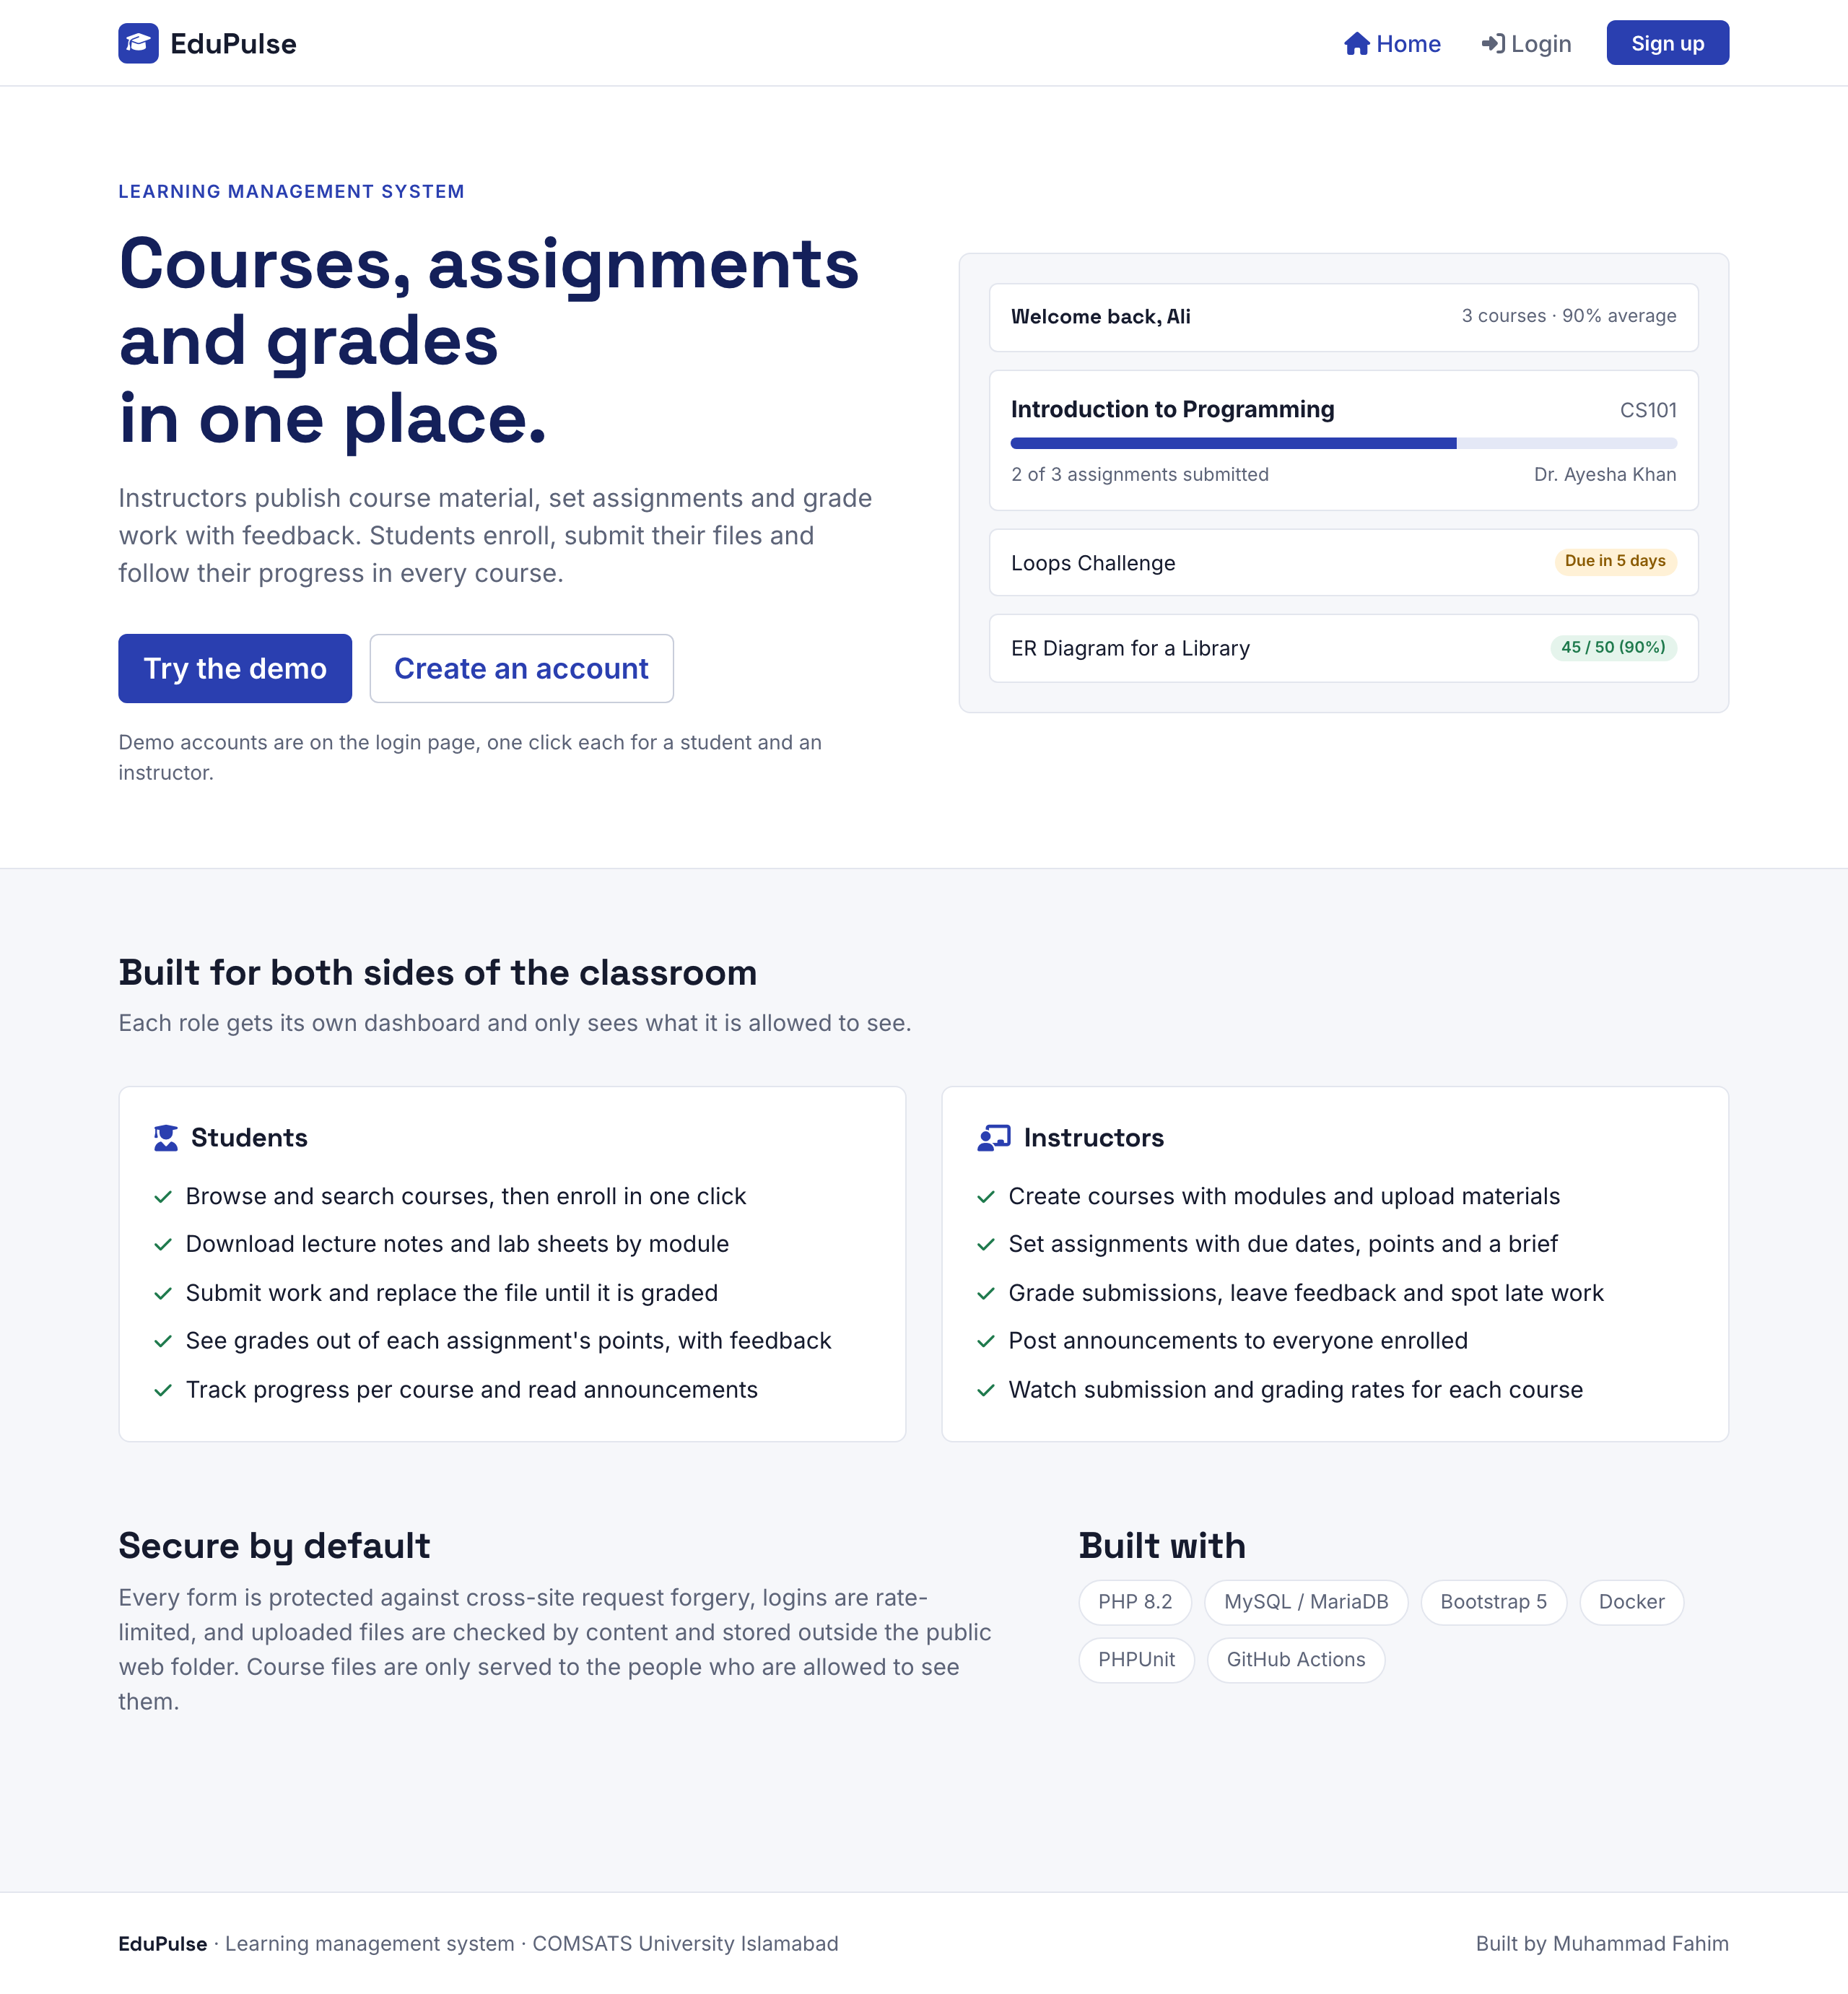 EduPulse
Home
Login
Sign up
LEARNING MANAGEMENT SYSTEM
Courses, assignments
and grades
in one place.
Instructors publish course material, set assignments and grade
work with feedback. Students enroll, submit their files and
follow their progress in every course.
Try the demo
Create an account
Demo accounts are on the login page, one click each for a student and an
instructor.
Welcome back, Ali
3 courses · 90% average
Introduction to Programming
CS101
2 of 3 assignments submitted
Dr. Ayesha Khan
Loops Challenge
Due in 5 days
ER Diagram for a Library
45 / 50 (90%)
Built for both sides of the classroom
Each role gets its own dashboard and only sees what it is allowed to see.
Students
Browse and search courses, then enroll in one click
Download lecture notes and lab sheets by module
Submit work and replace the file until it is graded
See grades out of each assignment's points, with feedback
Track progress per course and read announcements
Instructors
Create courses with modules and upload materials
Set assignments with due dates, points and a brief
Grade submissions, leave feedback and spot late work
Post announcements to everyone enrolled
Watch submission and grading rates for each course
Secure by default
Every form is protected against cross-site request forgery, logins are rate-
limited, and uploaded files are checked by content and stored outside the public
web folder. Course files are only served to the people who are allowed to see
them.
Built with
PHP 8.2
MySQL / MariaDB
Bootstrap 5
Docker
PHPUnit
GitHub Actions
EduPulse · Learning management system · COMSATS University Islamabad
Built by Muhammad Fahim